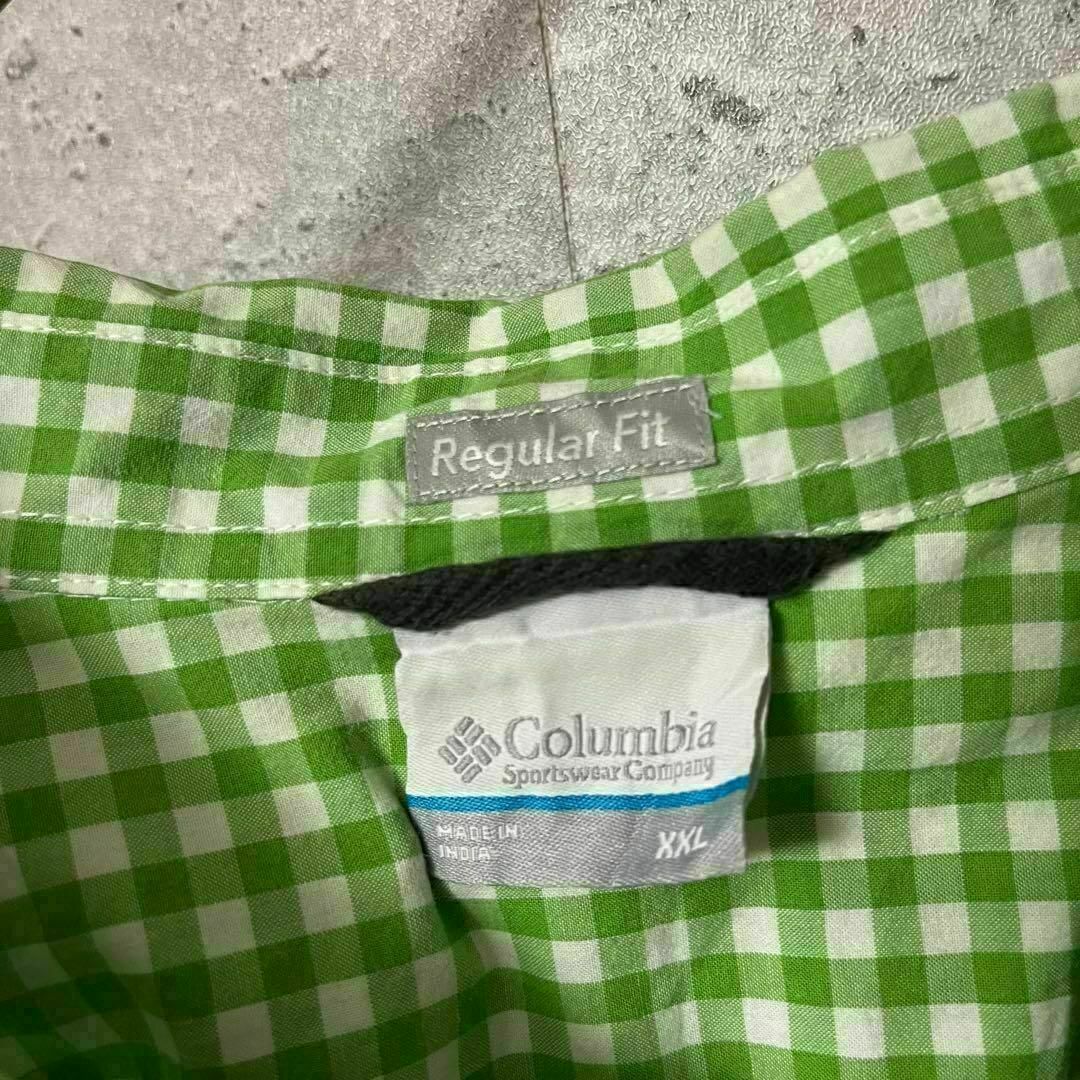 Regular Fit
Columbia
Sportswear Company
MADE IN
INDIA
XXL